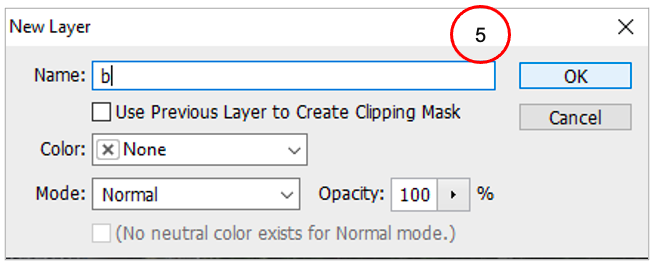 New Layer
5
Name: b
OK
Use Previous Layer to Create Clipping Mask
Cancel
Color: None
Mode: Normal Opacity: 100 %
(No neutral color exists for Normal mode.)